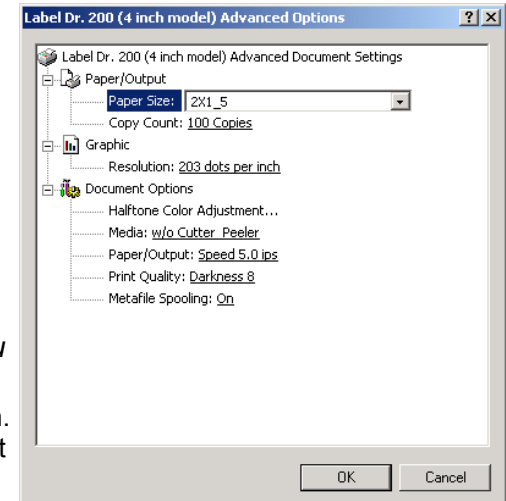 Label Dr. 200 (4 inch model) Advanced Options
Label Dr. 200 (4 inch model) Advanced Document Settings
Paper/Output
Paper Size: 2X1_5
Copy Count: 100 Copies
Graphic
Resolution: 203 dots per inch
Document Options
Halftone Color Adjustment...
Media: w/o Cutter_Peeler
Paper/Output: Speed 5.0 ips
Print Quality: Darkness 8
Metafile Spooling: On
OK Cancel